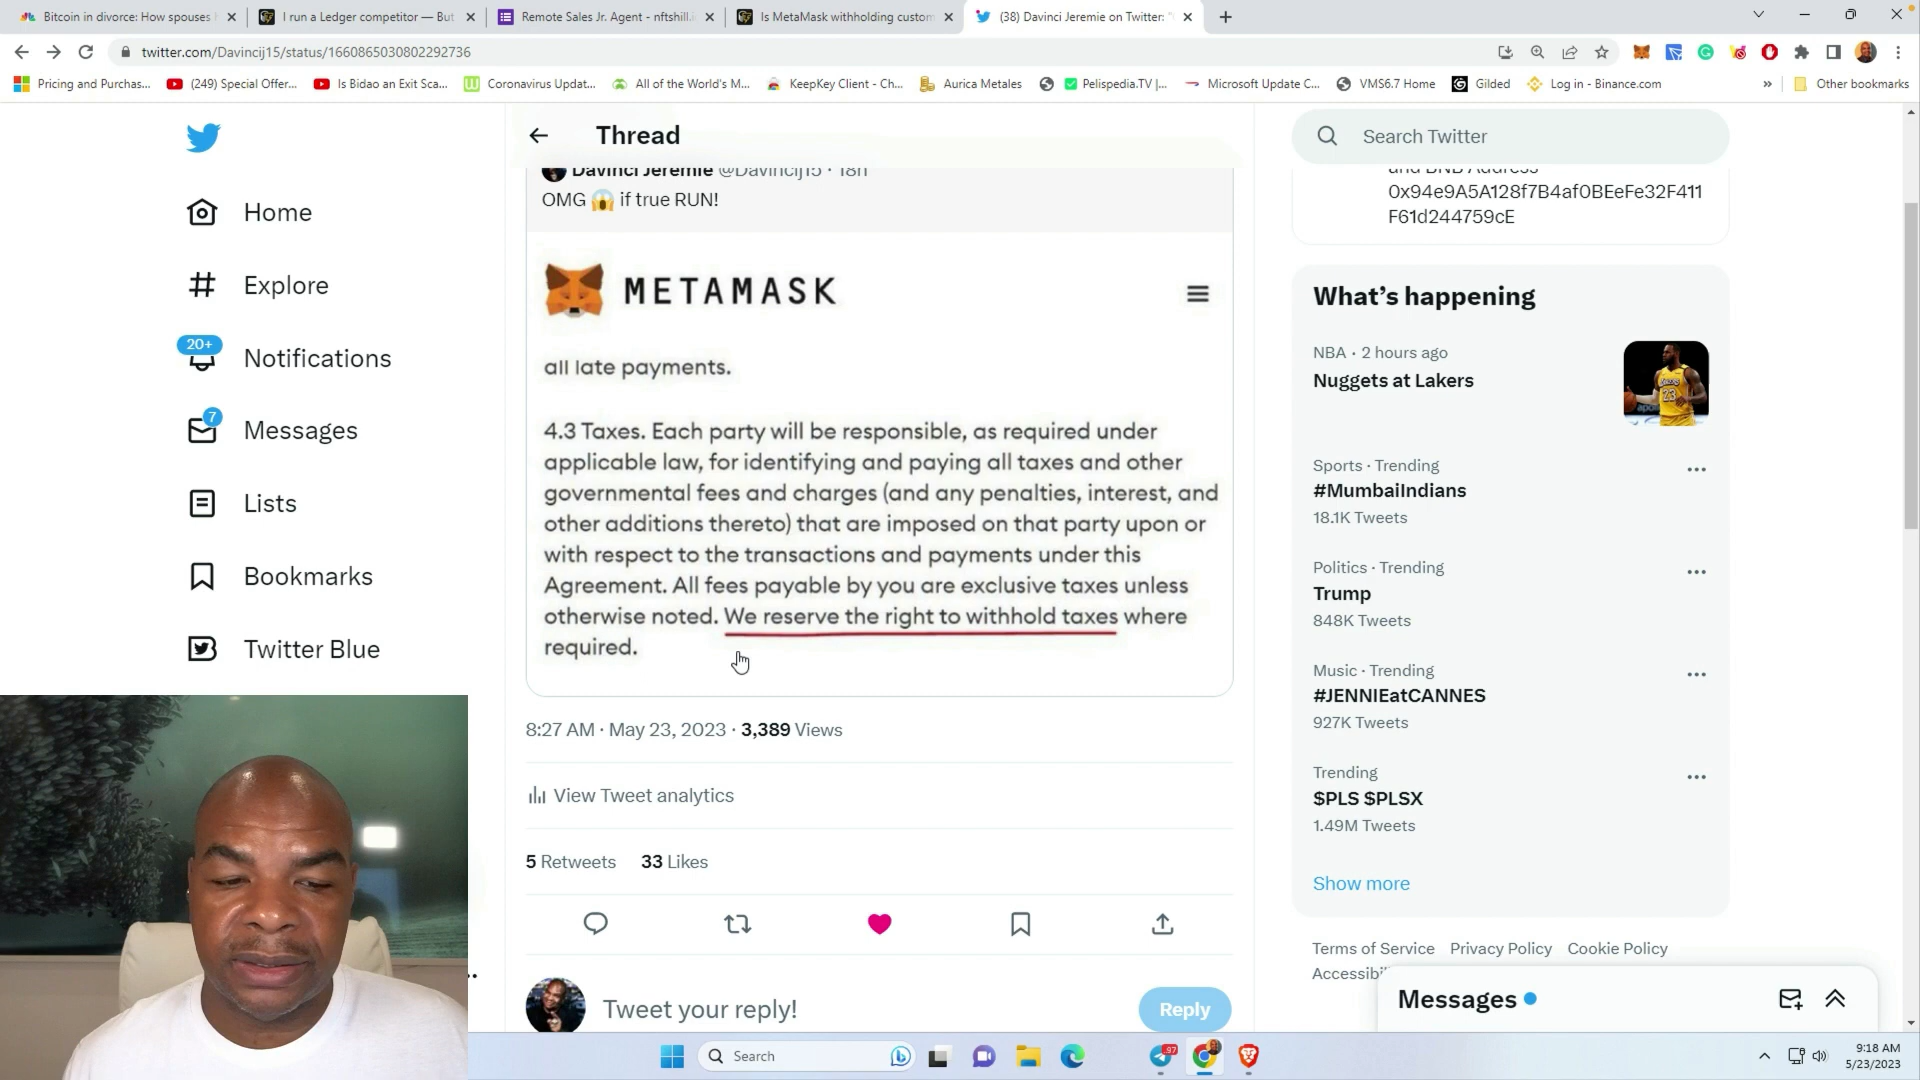 Bitcoin in divorce: How spouses
I run a Ledger competitor — But
Remote Sales Jr. Agent - nftshill.
Is MetaMask withholding custom
(38) Davinci Jeremie on Twitter: "
twitter.com/Davincij15/status/1660865030802292736
Pricing and Purchas...
(249) Special Offer...
Is Bidao an Exit Sca...
Coronavirus Updat...
All of the World's M...
KeepKey Client - Ch...
Aurica Metales
Pelispedia.TV |...
Microsoft Update C...
VMS6.7 Home
Gilded
Log in - Binance.com
»
Other bookmarks
Home
Explore
20+
Notifications
7
Messages
Lists
Bookmarks
Twitter Blue
Thread
Davinci Jeremie @Davincij15 · 18h
OMG 😱 if true RUN!
METAMASK
all late payments.
4.3 Taxes. Each party will be responsible, as required under
applicable law, for identifying and paying all taxes and other
governmental fees and charges (and any penalties, interest, and
other additions thereto) that are imposed on that party upon or
with respect to the transactions and payments under this
Agreement. All fees payable by you are exclusive taxes unless
otherwise noted. We reserve the right to withhold taxes where
required.
8:27 AM · May 23, 2023 · 3,389 Views
View Tweet analytics
5 Retweets 33 Likes
Tweet your reply!
Reply
Search Twitter
and BND Address
0x94e9A5A128f7B4af0BEeFe32F411
F61d244759cE
What's happening
NBA · 2 hours ago
Nuggets at Lakers
Sports · Trending
#MumbaiIndians
18.1K Tweets
Politics · Trending
Trump
848K Tweets
Music · Trending
#JENNIEatCANNES
927K Tweets
Trending
$PLS $PLSX
1.49M Tweets
Show more
Terms of Service Privacy Policy Cookie Policy
Accessibi
Messages
Search
97
9:18 AM
5/23/2023